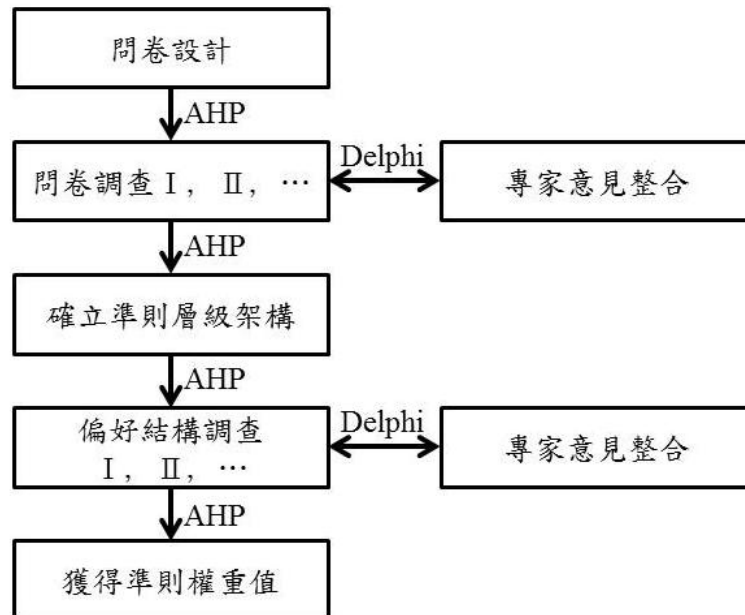 問卷設計
AHP
問卷調查Ⅰ, Ⅱ, …
Delphi
專家意見整合
AHP
確立準則層級架構
AHP
偏好結構調查
Ⅰ, Ⅱ, …
Delphi
專家意見整合
AHP
獲得準則權重值